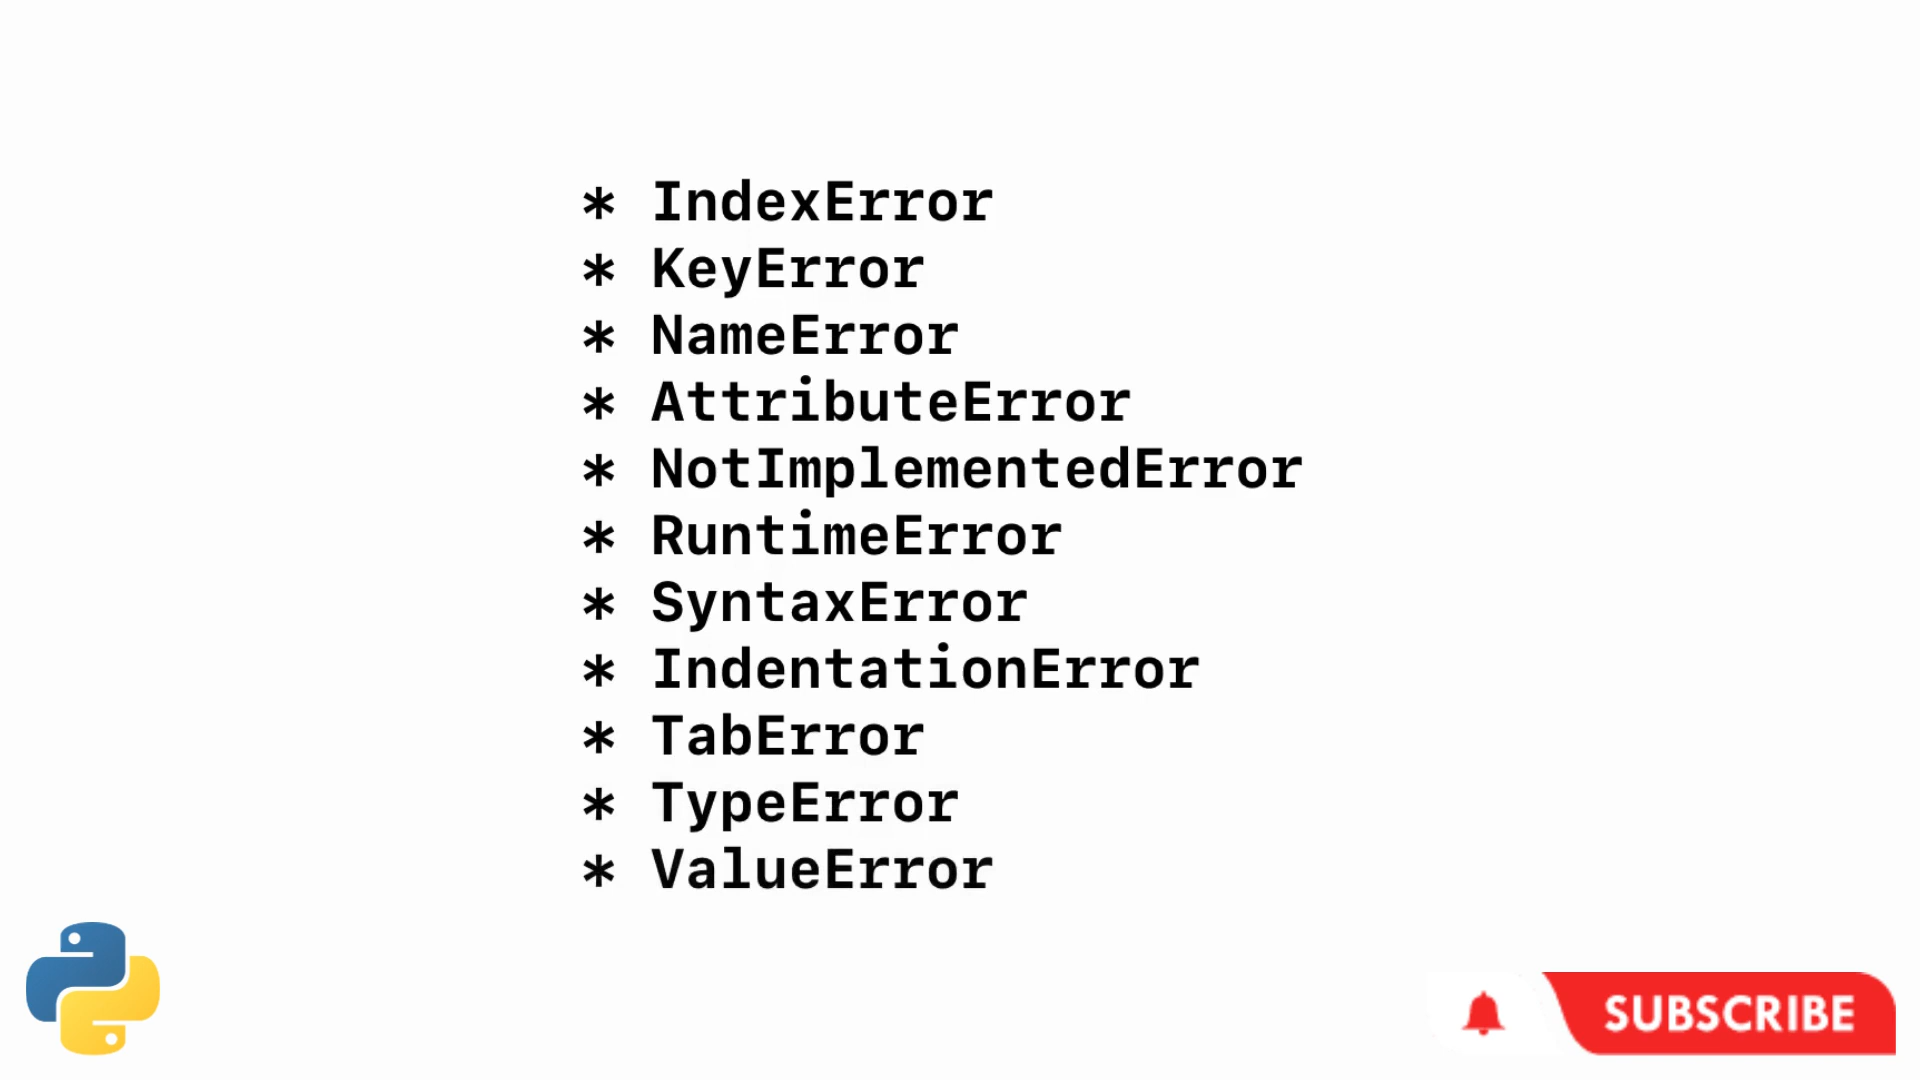 * IndexError
* KeyError
* NameError
* AttributeError
* NotImplementedError
* RuntimeError
* SyntaxError
* IndentationError
* TabError
* TypeError
* ValueError
SUBSCRIBE